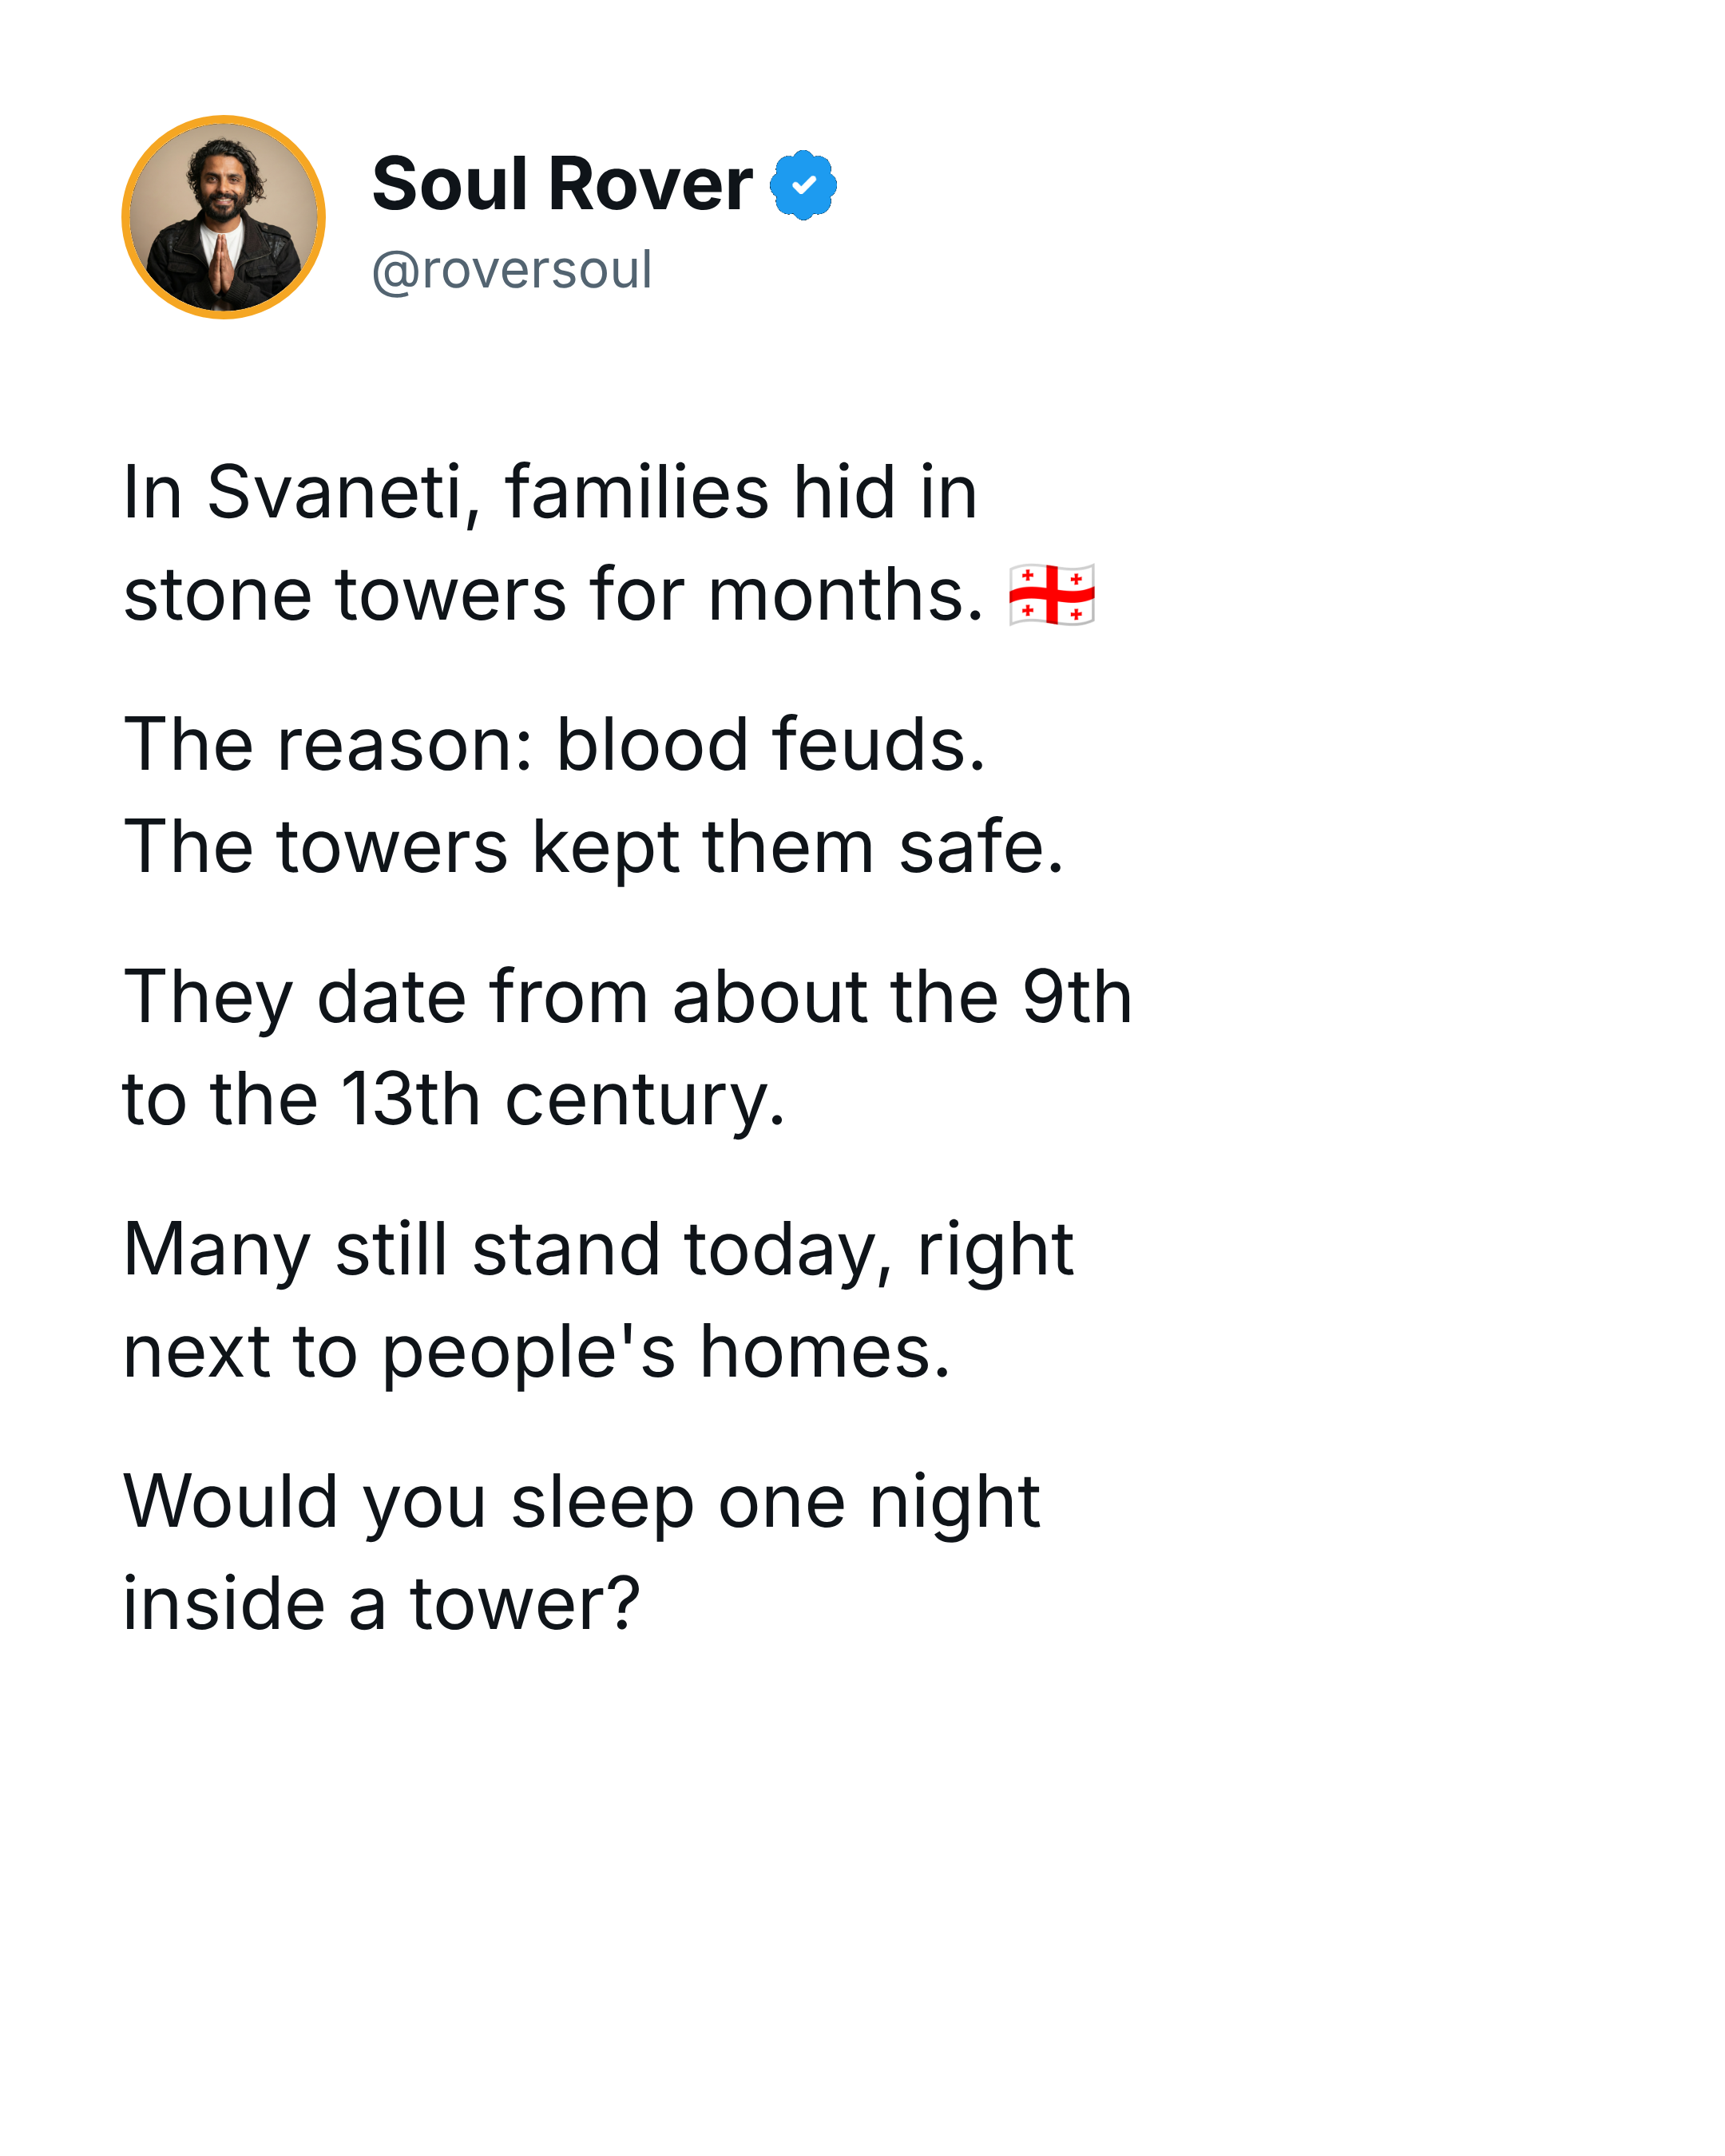 Soul Rover
@roversoul
In Svaneti, families hid in
stone towers for months. 🇬🇪
The reason: blood feuds.
The towers kept them safe.
They date from about the 9th
to the 13th century.
Many still stand today, right
next to people's homes.
Would you sleep one night
inside a tower?